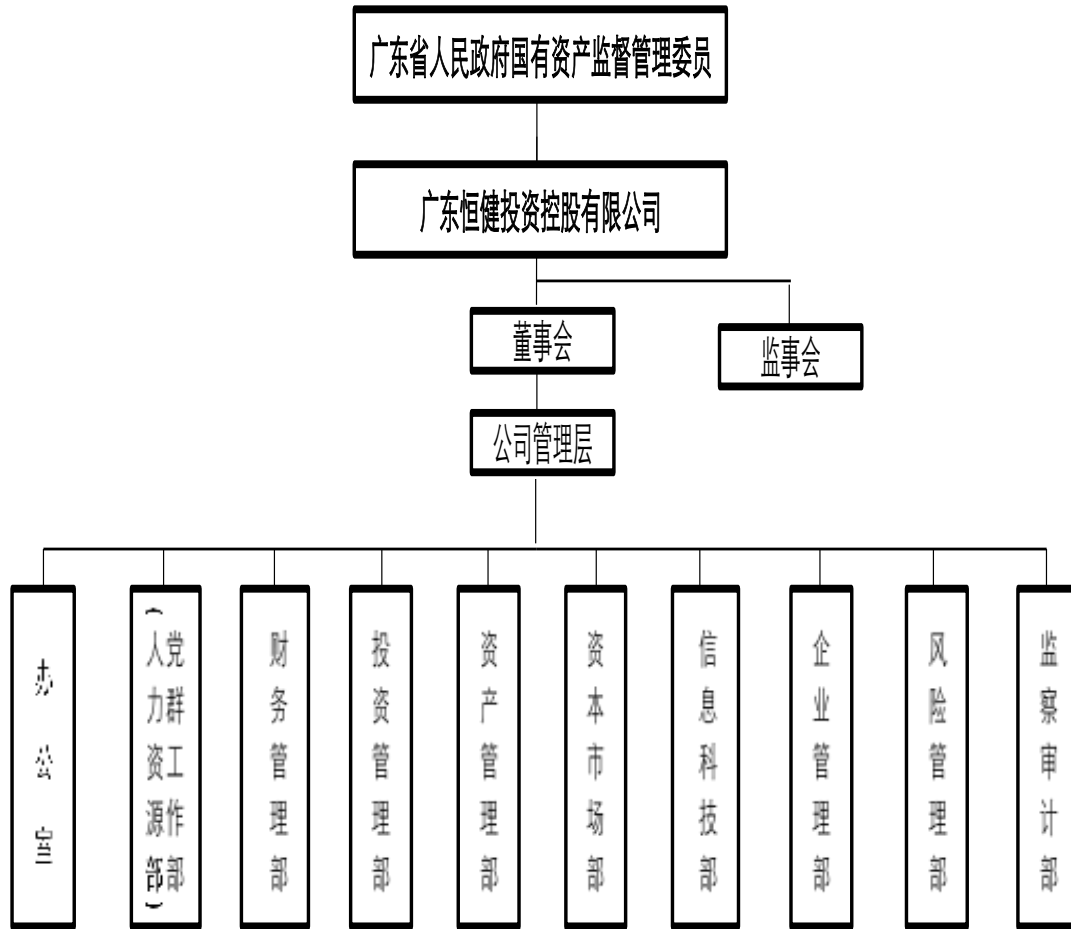 广东省人民政府国有资产监督管理委员
广东恒健投资控股有限公司
董事会
监事会
公司管理层
办公室
党群工作部
（人力资源部）
财务管理部
投资管理部
资产管理部
资本市场部
信息科技部
企业管理部
风险管理部
监察审计部